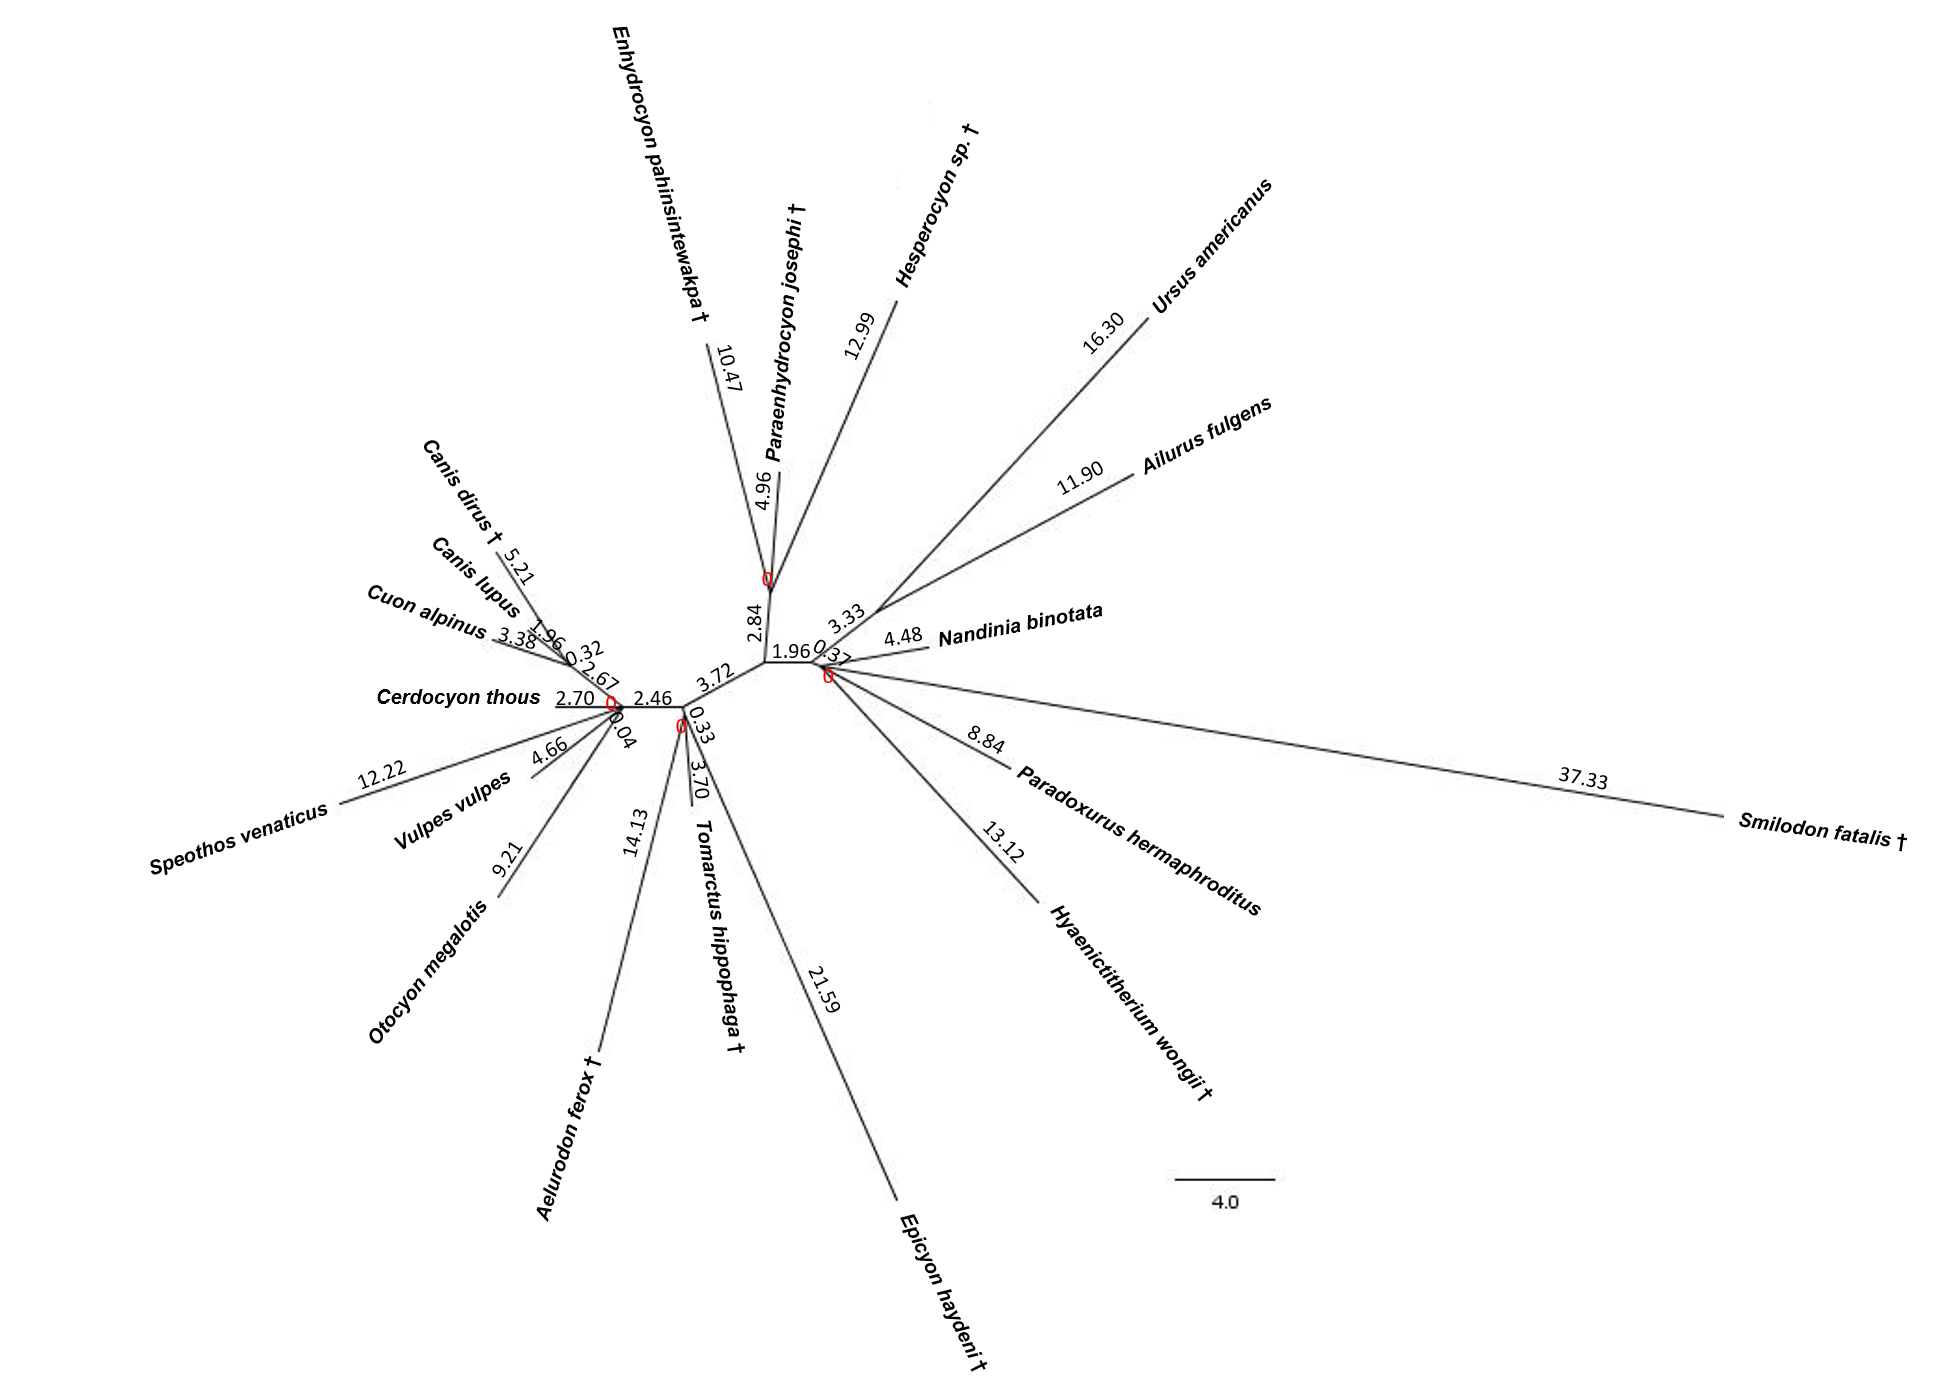 Enhydrocyon pahinsintewakpa †
10.47
Paraenhydrocyon josephi †
4.96
Hesperocyon sp. †
12.99
Ursus americanus
16.30
Ailurus fulgens
11.90
3.33
Nandinia binotata
4.48
0.37
0
1.96
2.84
0
3.72
Smilodon fatalis †
37.33
Paradoxurus hermaphroditus
8.84
Hyaenictitherium wongii †
13.12
Canis dirus †
5.21
Canis lupus
1.96
Cuon alpinus
3.38
0.32
0
2.67
Cerdocyon thous
2.70
0
2.46
0.04
Speothos venaticus
12.22
Vulpes vulpes
4.66
Otocyon megalotis
9.21
0.33
0
3.70
Aelurodon ferox †
14.13
Tomarctus hippophaga †
Epicyon haydeni †
21.59
4.0